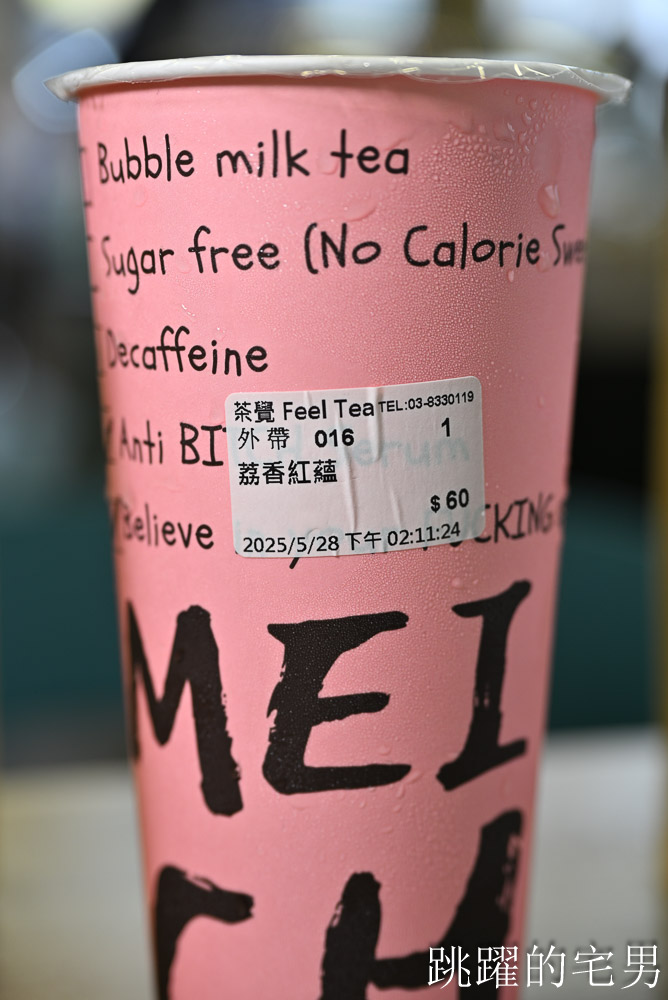 Bubble milk tea
Sugar free (No Calorie Swe
Decaffeine
Anti BIT
茶覺 Feel Tea TEL:03-8330119
外帶 016 1
荔香紅蘊
$ 60
2025/5/28 下午 02:11:24
Believe
CKING
MEI
跳躍的宅男